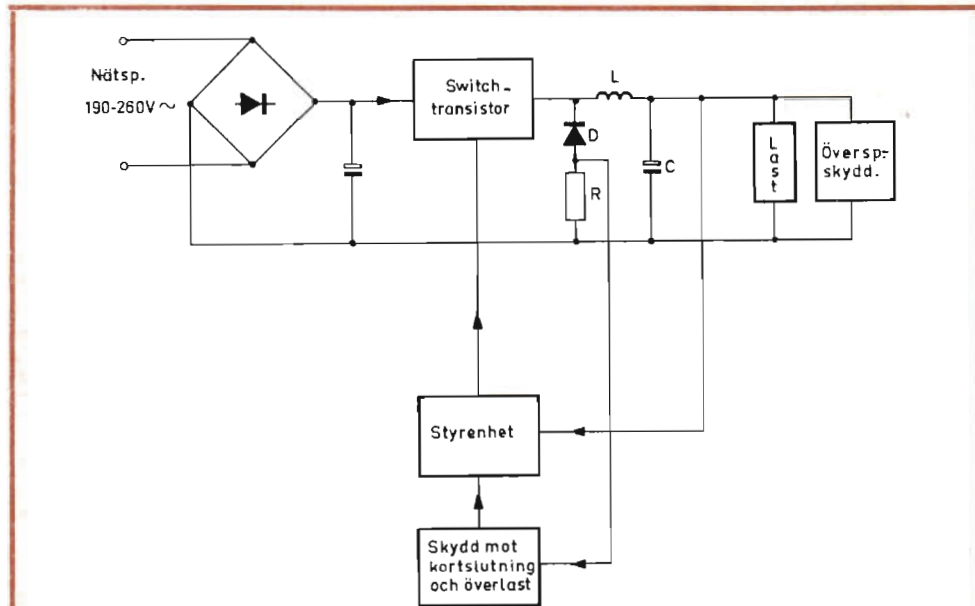 Nätsp.
190-260V ~
Switch-
transistor
L
D
C
R
Last
Översp.-
skydd.
Styrenhet
Skydd mot
kortslutning
och överlast